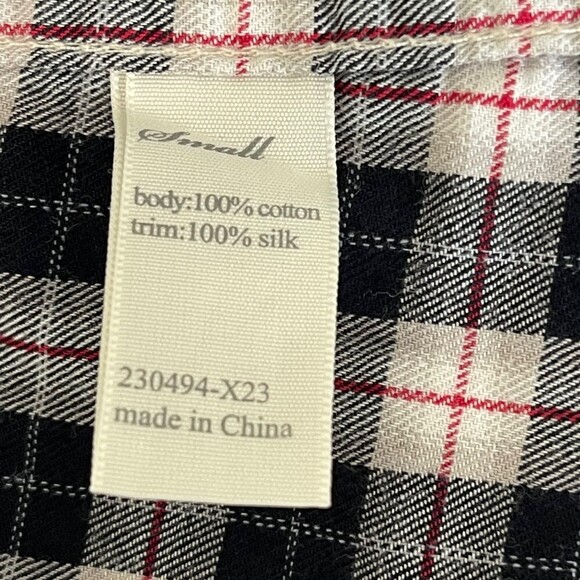 Small
body:100% cotton
trim:100% silk
230494-X23
made in China